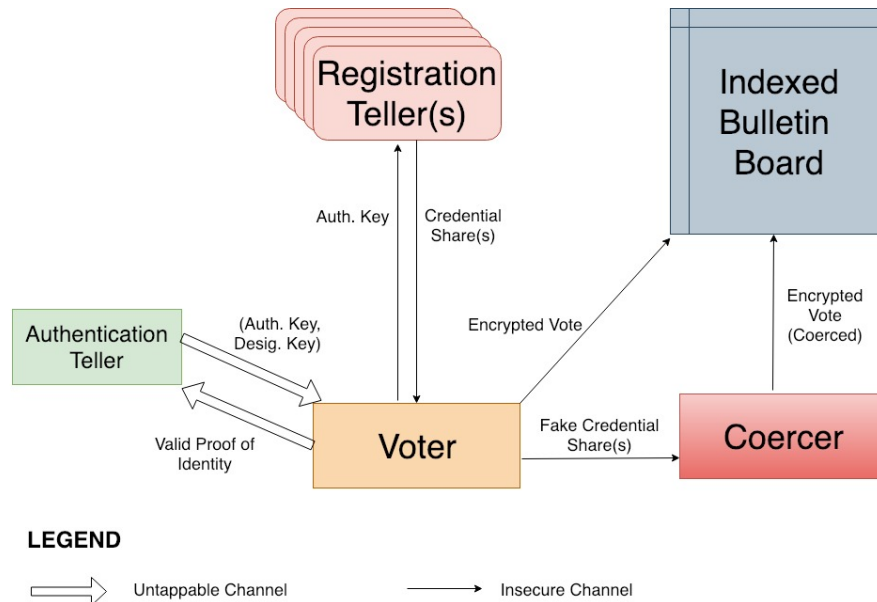 Registration
Teller(s)
Indexed
Bulletin
Board
Auth. Key
Credential
Share(s)
Authentication
Teller
(Auth. Key,
Desig. Key)
Encrypted Vote
Encrypted
Vote
(Coerced)
Valid Proof of
Identity
Voter
Fake Credential
Share(s)
Coercer
LEGEND
Untappable Channel
Insecure Channel